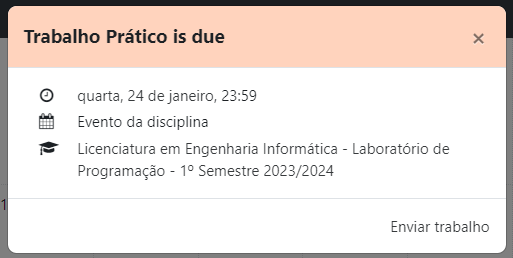 Trabalho Prático is due
×
quarta, 24 de janeiro, 23:59
Evento da disciplina
Licenciatura em Engenharia Informática - Laboratório de
Programação - 1º Semestre 2023/2024
1
Enviar trabalho